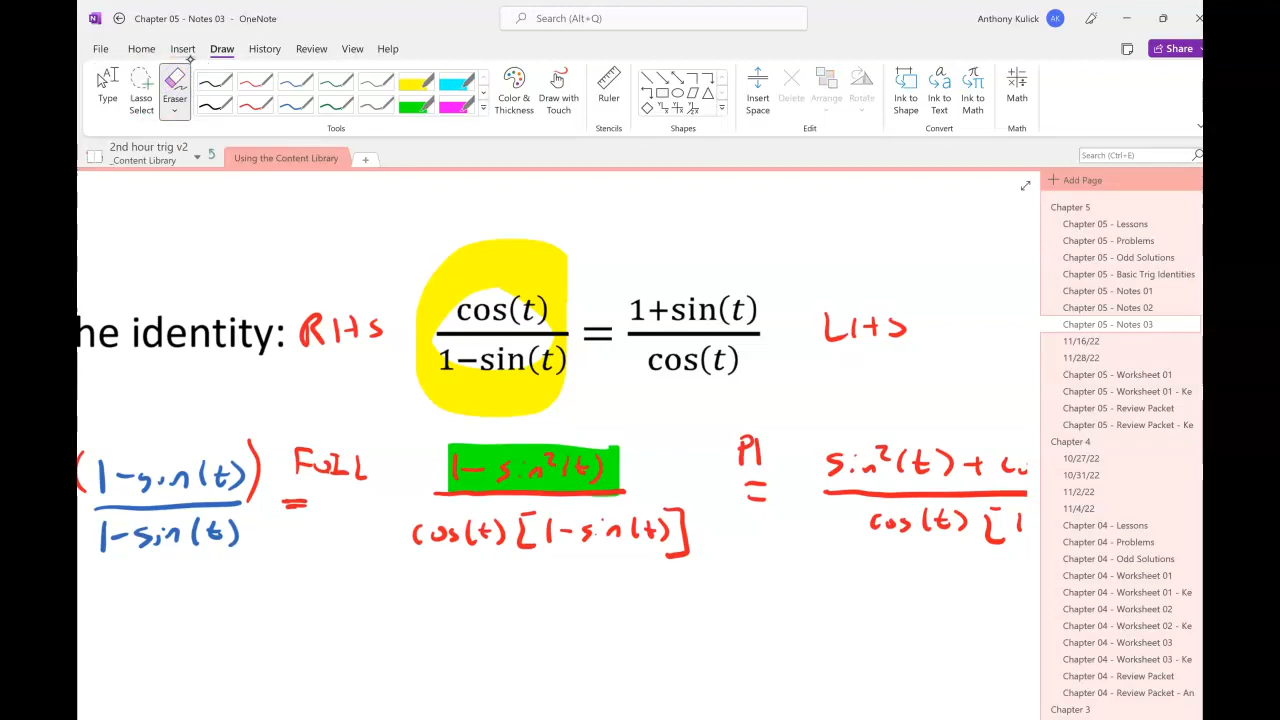 Chapter 05 - Notes 03 - OneNote
Search (Alt+Q)
Anthony Kulick
AK
File Home Insert Draw History Review View Help
Share
Type
Lasso Select
Eraser
Color & Thickness
Draw with Touch
Ruler
Insert Space
Delete
Arrange
Rotate
Ink to Shape
Ink to Text
Ink to Math
Math
Tools
Stencils
Shapes
Edit
Convert
Math
2nd hour trig v2
_Content Library
Using the Content Library
Search (Ctrl+E)
he identity: RHS cos(t)/1−sin(t) = 1+sin(t)/cos(t) LHS
(1-sin(t)/1-sin(t)) FOIL = 1-sin²(t)/cos(t)[1-sin(t)] PI = sin²(t)+ /cos(t)[1
Add Page
Chapter 5
Chapter 05 - Lessons
Chapter 05 - Problems
Chapter 05 - Odd Solutions
Chapter 05 - Basic Trig Identities
Chapter 05 - Notes 01
Chapter 05 - Notes 02
Chapter 05 - Notes 03
11/16/22
11/28/22
Chapter 05 - Worksheet 01
Chapter 05 - Worksheet 01 - Ke
Chapter 05 - Review Packet
Chapter 05 - Review Packet - Ke
Chapter 4
10/27/22
10/31/22
11/2/22
11/4/22
Chapter 04 - Lessons
Chapter 04 - Problems
Chapter 04 - Odd Solutions
Chapter 04 - Worksheet 01
Chapter 04 - Worksheet 01 - Ke
Chapter 04 - Worksheet 02
Chapter 04 - Worksheet 02 - Ke
Chapter 04 - Worksheet 03
Chapter 04 - Worksheet 03 - Ke
Chapter 04 - Review Packet
Chapter 04 - Review Packet - An
Chapter 3